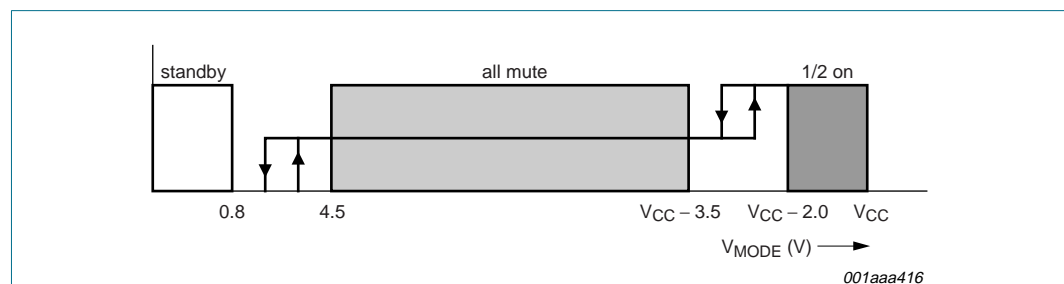 standby all mute 1/2 on
0.8 4.5 VCC − 3.5 VCC − 2.0 VCC
VMODE (V)
001aaa416